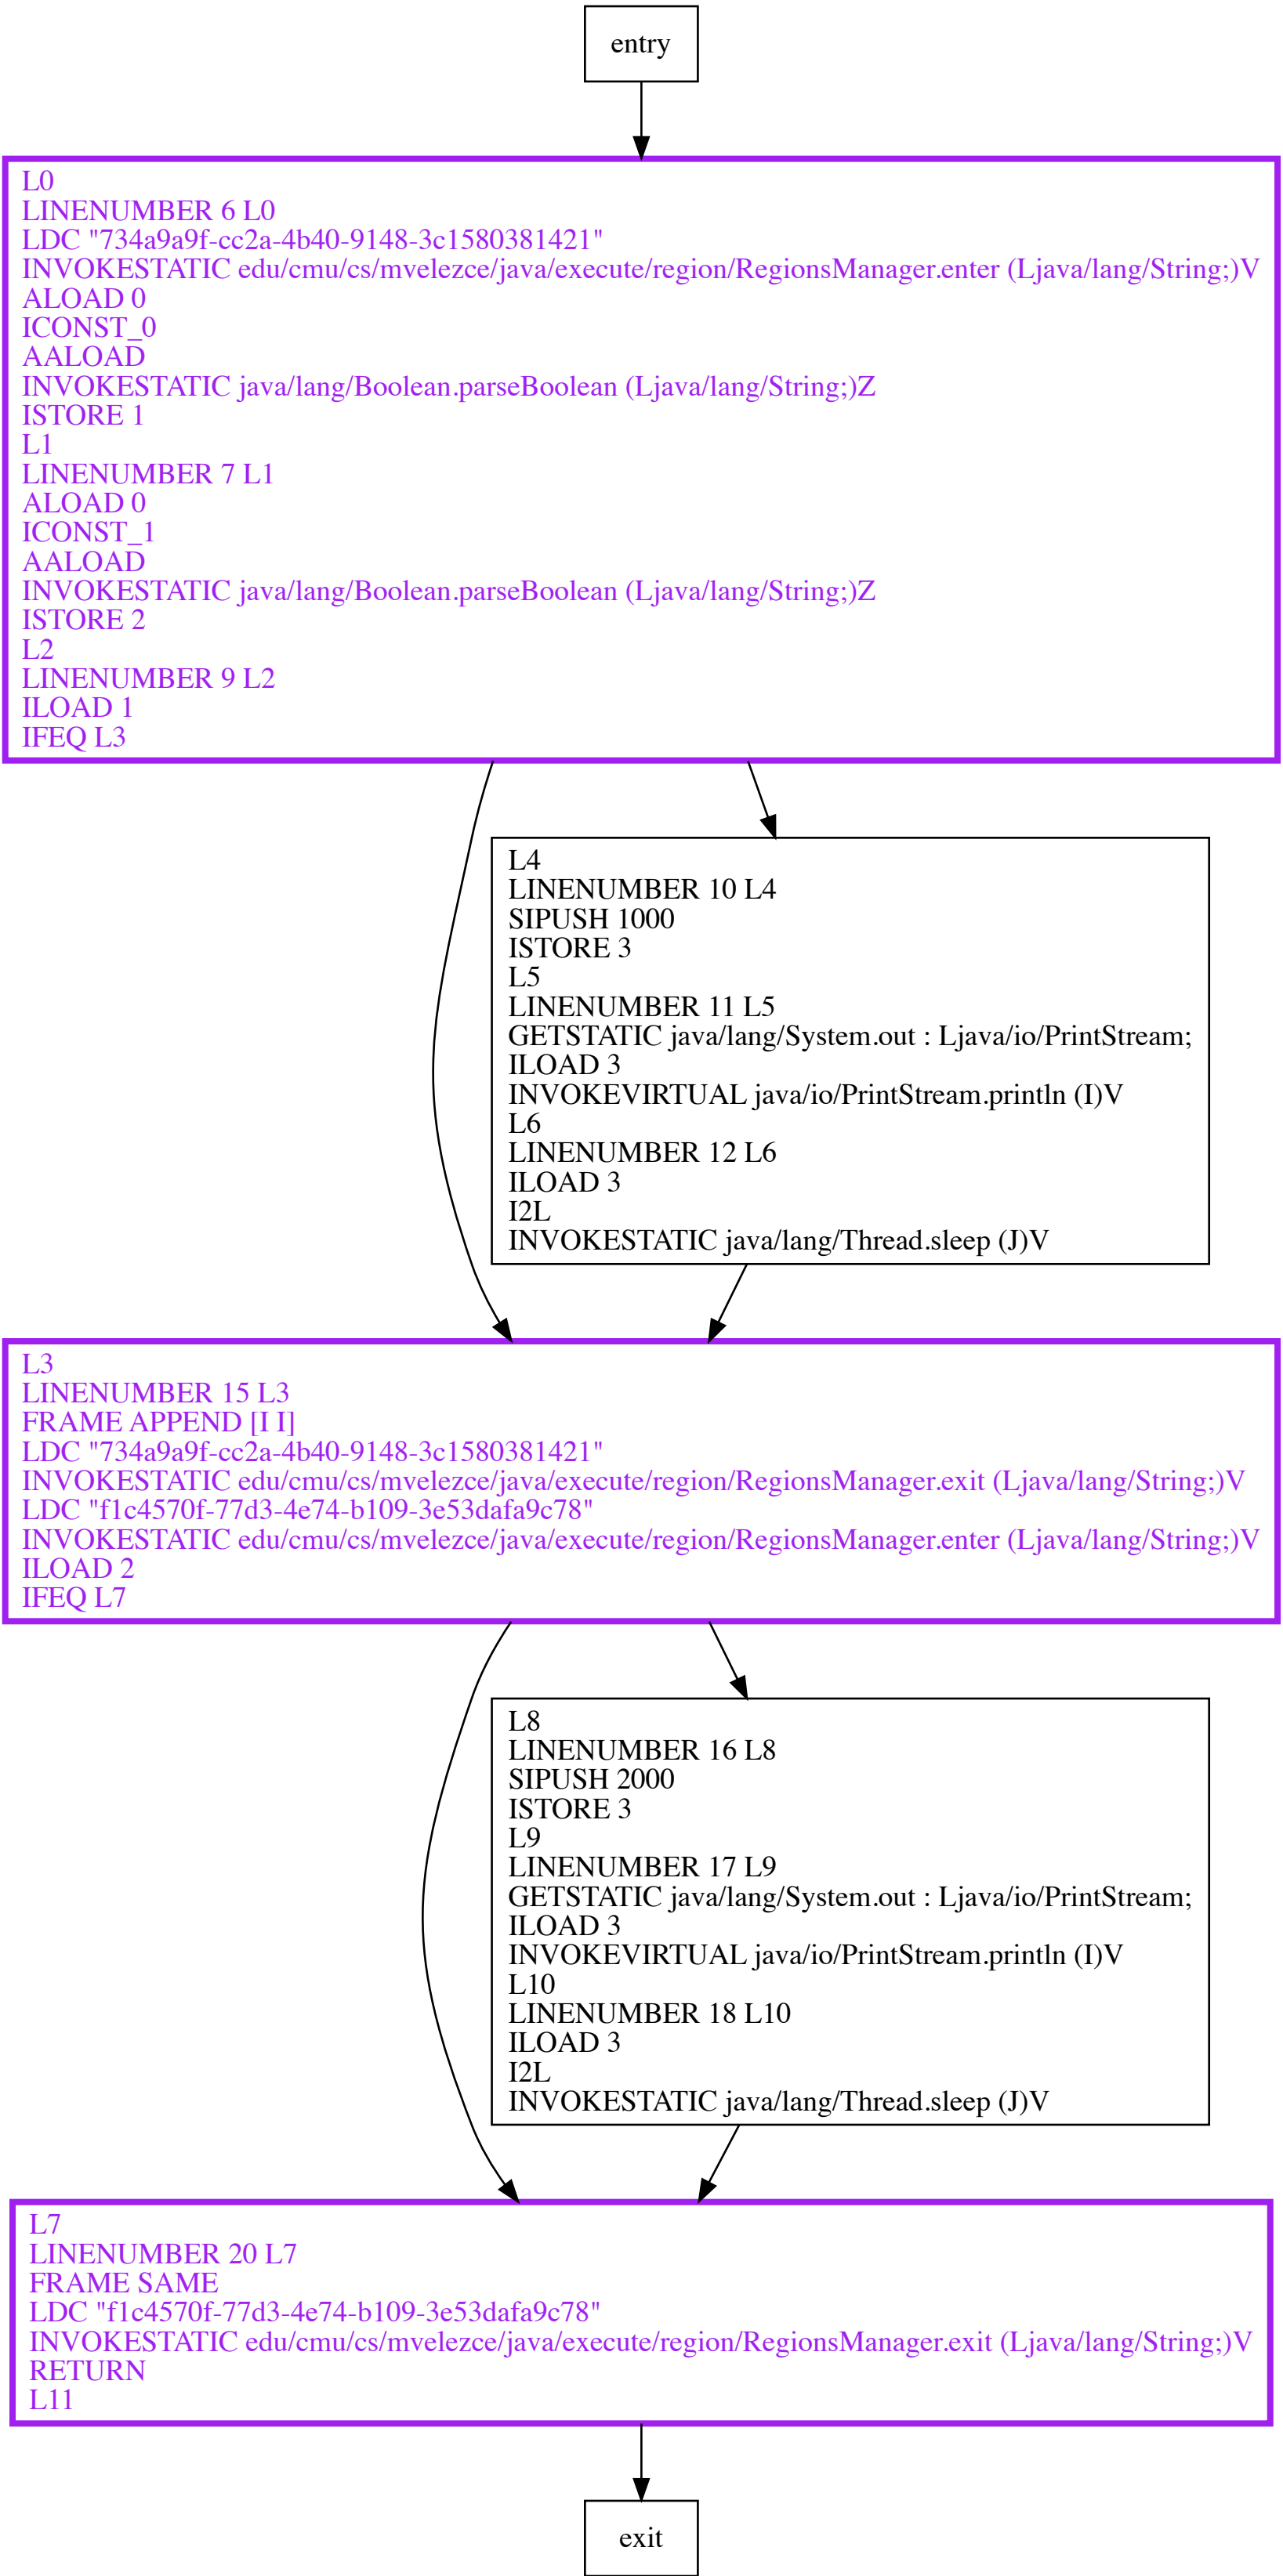 entry
L0
LINENUMBER 6 L0
LDC "734a9a9f-cc2a-4b40-9148-3c1580381421"
INVOKESTATIC edu/cmu/cs/mvelezce/java/execute/region/RegionsManager.enter (Ljava/lang/String;)V
ALOAD 0
ICONST_0
AALOAD
INVOKESTATIC java/lang/Boolean.parseBoolean (Ljava/lang/String;)Z
ISTORE 1
L1
LINENUMBER 7 L1
ALOAD 0
ICONST_1
AALOAD
INVOKESTATIC java/lang/Boolean.parseBoolean (Ljava/lang/String;)Z
ISTORE 2
L2
LINENUMBER 9 L2
ILOAD 1
IFEQ L3
L4
LINENUMBER 10 L4
SIPUSH 1000
ISTORE 3
L5
LINENUMBER 11 L5
GETSTATIC java/lang/System.out : Ljava/io/PrintStream;
ILOAD 3
INVOKEVIRTUAL java/io/PrintStream.println (I)V
L6
LINENUMBER 12 L6
ILOAD 3
I2L
INVOKESTATIC java/lang/Thread.sleep (J)V
L3
LINENUMBER 15 L3
FRAME APPEND [I I]
LDC "734a9a9f-cc2a-4b40-9148-3c1580381421"
INVOKESTATIC edu/cmu/cs/mvelezce/java/execute/region/RegionsManager.exit (Ljava/lang/String;)V
LDC "f1c4570f-77d3-4e74-b109-3e53dafa9c78"
INVOKESTATIC edu/cmu/cs/mvelezce/java/execute/region/RegionsManager.enter (Ljava/lang/String;)V
ILOAD 2
IFEQ L7
L8
LINENUMBER 16 L8
SIPUSH 2000
ISTORE 3
L9
LINENUMBER 17 L9
GETSTATIC java/lang/System.out : Ljava/io/PrintStream;
ILOAD 3
INVOKEVIRTUAL java/io/PrintStream.println (I)V
L10
LINENUMBER 18 L10
ILOAD 3
I2L
INVOKESTATIC java/lang/Thread.sleep (J)V
L7
LINENUMBER 20 L7
FRAME SAME
LDC "f1c4570f-77d3-4e74-b109-3e53dafa9c78"
INVOKESTATIC edu/cmu/cs/mvelezce/java/execute/region/RegionsManager.exit (Ljava/lang/String;)V
RETURN
L11
exit